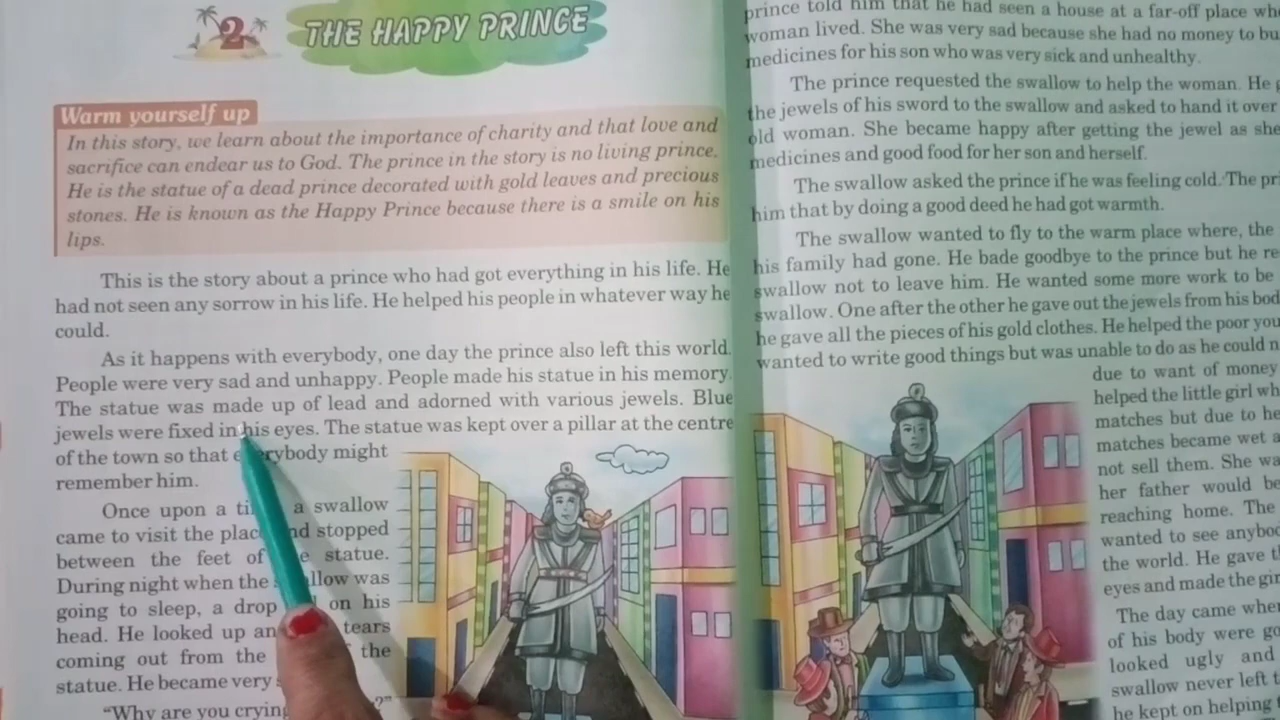 2
THE HAPPY PRINCE
Warm yourself up
In this story, we learn about the importance of charity and that love and
sacrifice can endear us to God. The prince in the story is no living prince.
He is the statue of a dead prince decorated with gold leaves and precious
stones. He is known as the Happy Prince because there is a smile on his
lips.
This is the story about a prince who had got everything in his life. He
had not seen any sorrow in his life. He helped his people in whatever way he
could.
As it happens with everybody, one day the prince also left this world.
People were very sad and unhappy. People made his statue in his memory.
The statue was made up of lead and adorned with various jewels. Blue
jewels were fixed in his eyes. The statue was kept over a pillar at the centre
of the town so that everybody might
remember him.
Once upon a a swallow
came to visit the and stopped
between the feet of statue.
During night when the was
going to sleep, a drop on his
head. He looked up tears
coming out from the the
statue. He became very
"Why are you crying ?"
prince told him that he had seen a house at a far-off place
woman lived. She was very sad because she had no money to
medicines for his son who was very sick and unhealthy.
The prince requested the swallow to help the woman. He
the jewels of his sword to the swallow and asked to hand it over
old woman. She became happy after getting the jewel as
medicines and good food for her son and herself.
The swallow asked the prince if he was feeling cold. The
him that by doing a good deed he had got warmth.
The swallow wanted to fly to the warm place where, the
his family had gone. He bade goodbye to the prince but he
swallow not to leave him. He wanted some more work to be
swallow. One after the other he gave out the jewels from his
he gave all the pieces of his gold clothes. He helped the poor
wanted to write good things but was unable to do as he could
due to want of money
helped the little girl
matches but due to
matches became wet
not sell them. She
her father would be
reaching home. The
wanted to see
the world. He gave
eyes and made the
The day came
of his body were
looked ugly and
swallow never left
he kept on helping